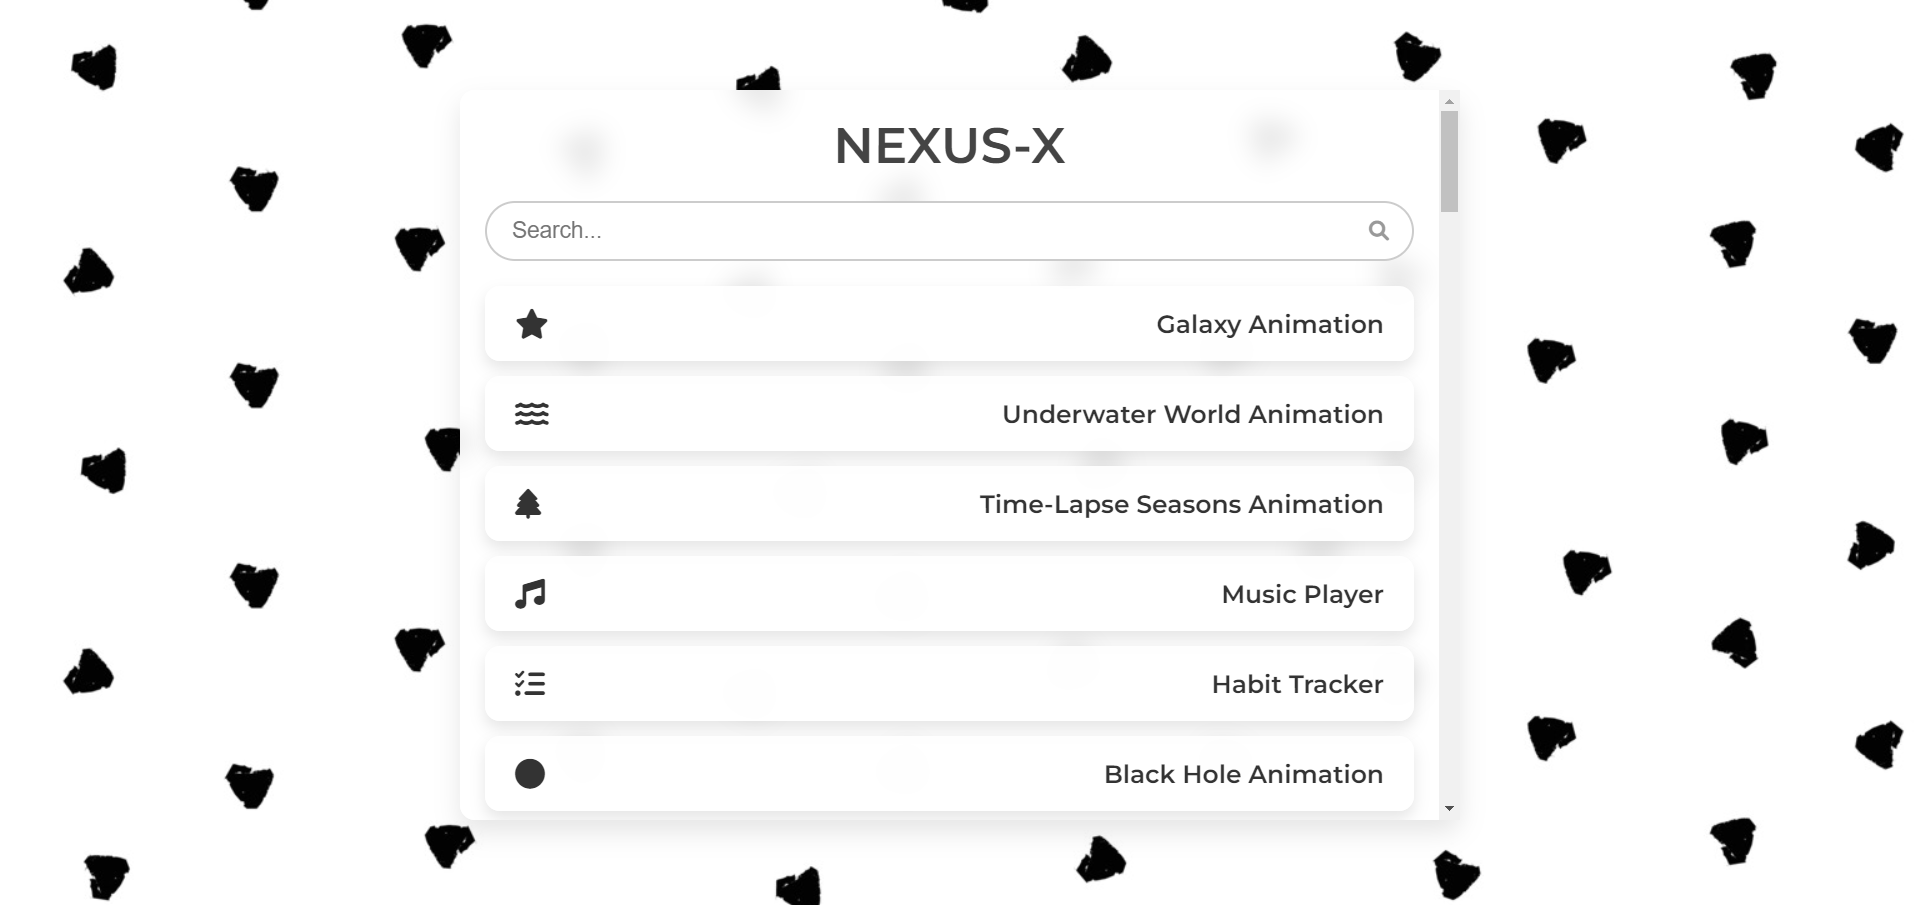 NEXUS-X
Search...
Galaxy Animation
Underwater World Animation
Time-Lapse Seasons Animation
Music Player
Habit Tracker
Black Hole Animation